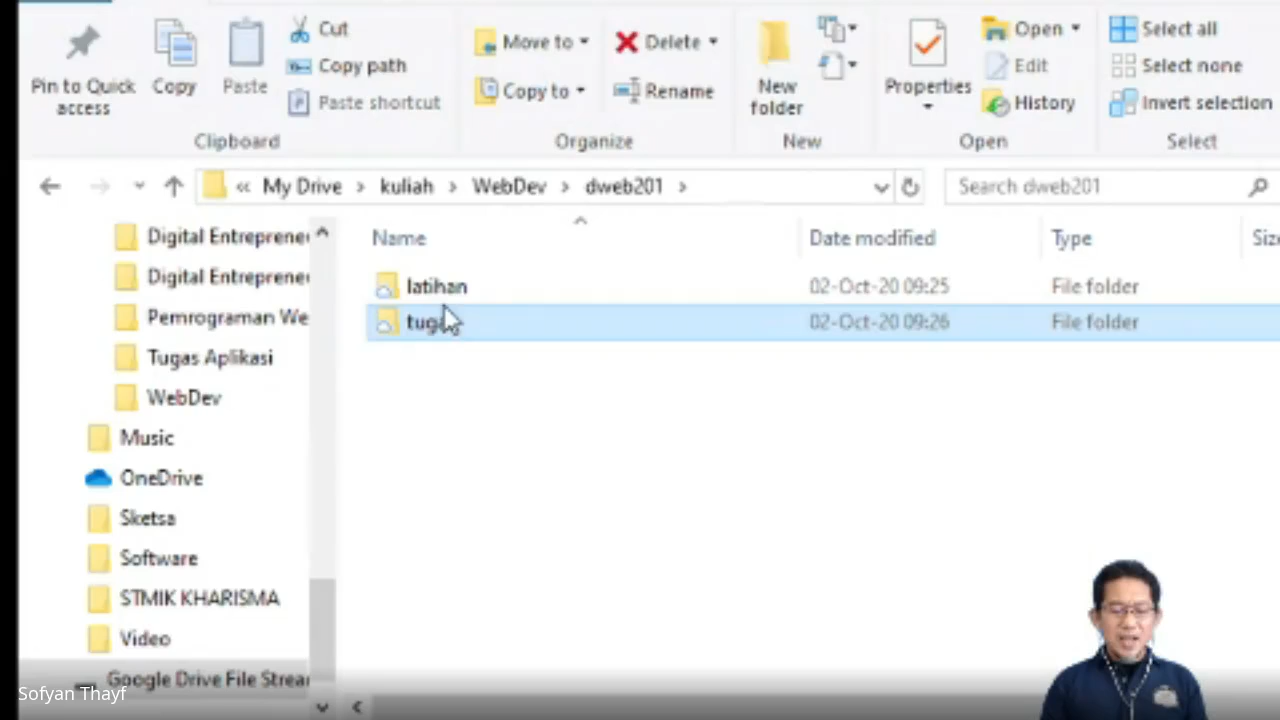 Pin to Quick access
Copy
Paste
Cut
Copy path
Paste shortcut
Clipboard
Move to
Copy to
Delete
Rename
Organize
New folder
New
Properties
Open
Edit
History
Open
Select all
Select none
Invert selection
Select
« My Drive > kuliah > WebDev > dweb201 >
Search dweb201
Name Date modified Type
latihan 02-Oct-20 09:25 File folder
02-Oct-20 09:26 File folder
Digital
Digital
Pemrograman
Tugas Aplikasi
WebDev
Music
OneDrive
Sketsa
Software
STMIK KHARISMA
Video
Google Drive File
Sofyan Thayf